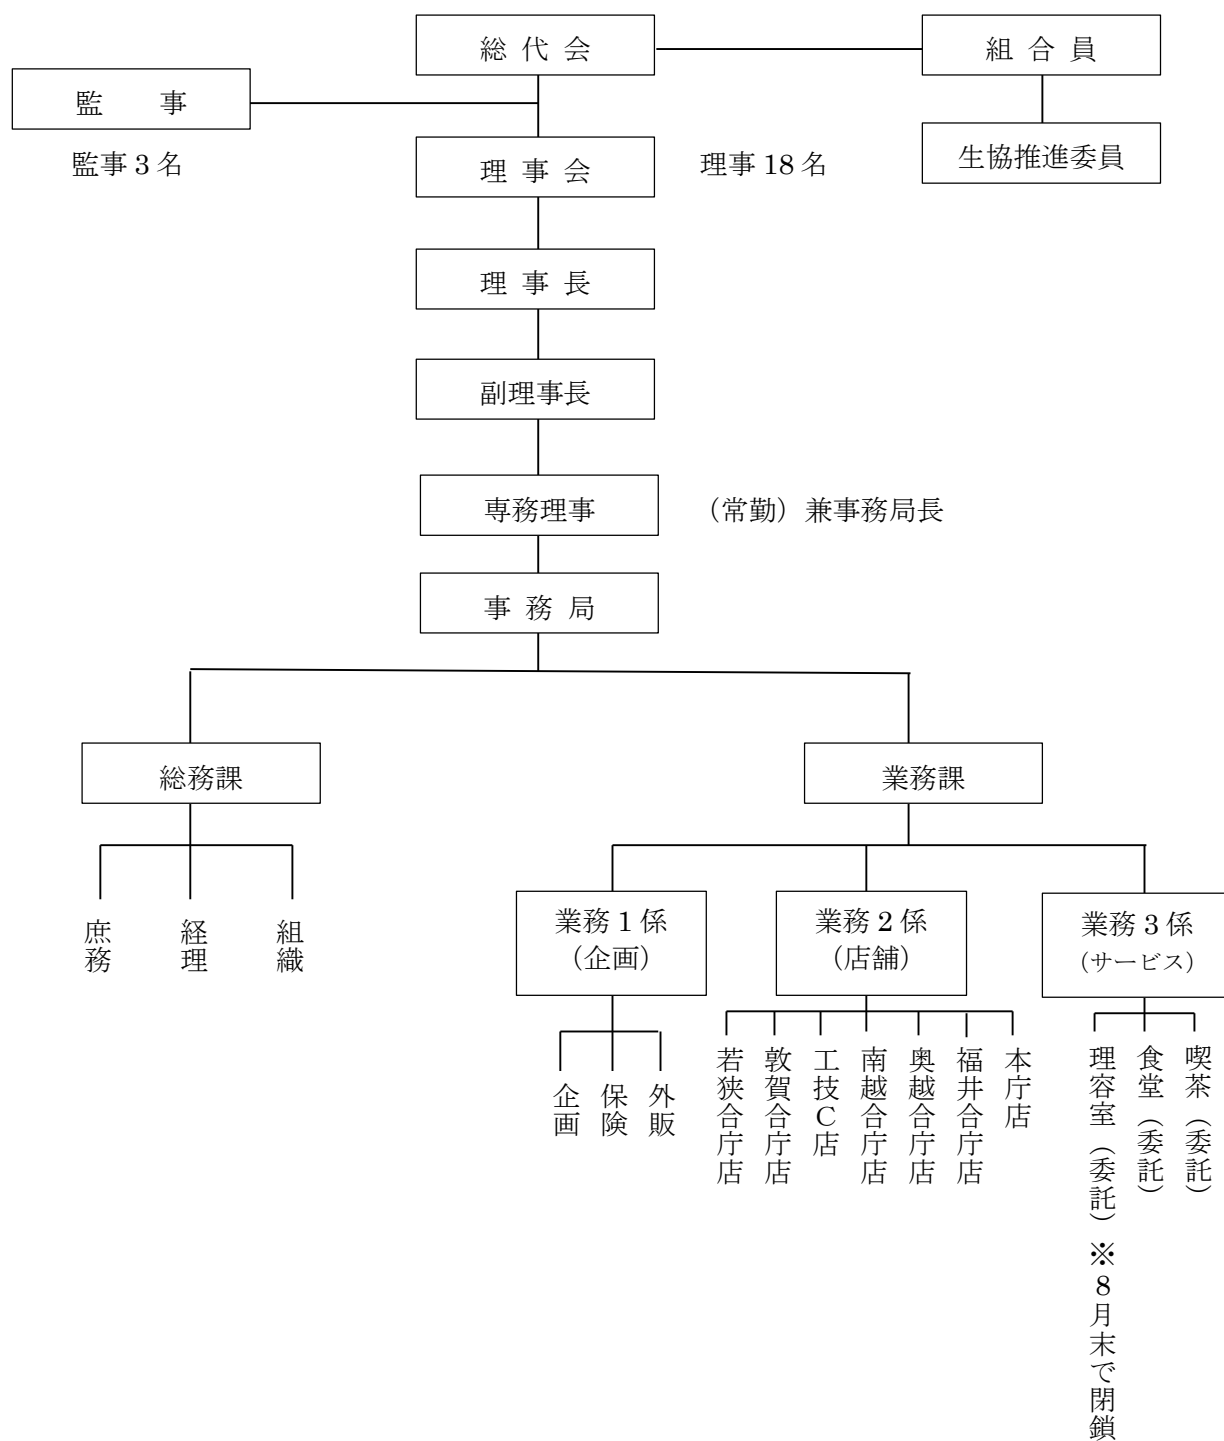 総 代 会
組 合 員
監　　事
監事 3 名
理 事 会
理事 18 名
生協推進委員
理 事 長
副理事長
専務理事
（常勤）兼事務局長
事 務 局
総務課
業務課
庶務
経理
組織
業務 1 係
（企画）
業務 2 係
（店舗）
業務 3 係
（サービス）
企画
保険
外販
若狭合庁店
敦賀合庁店
工技C店
南越合庁店
奥越合庁店
福井合庁店
本庁店
理容室（委託）※8月末で閉鎖
食堂（委託）
喫茶（委託）